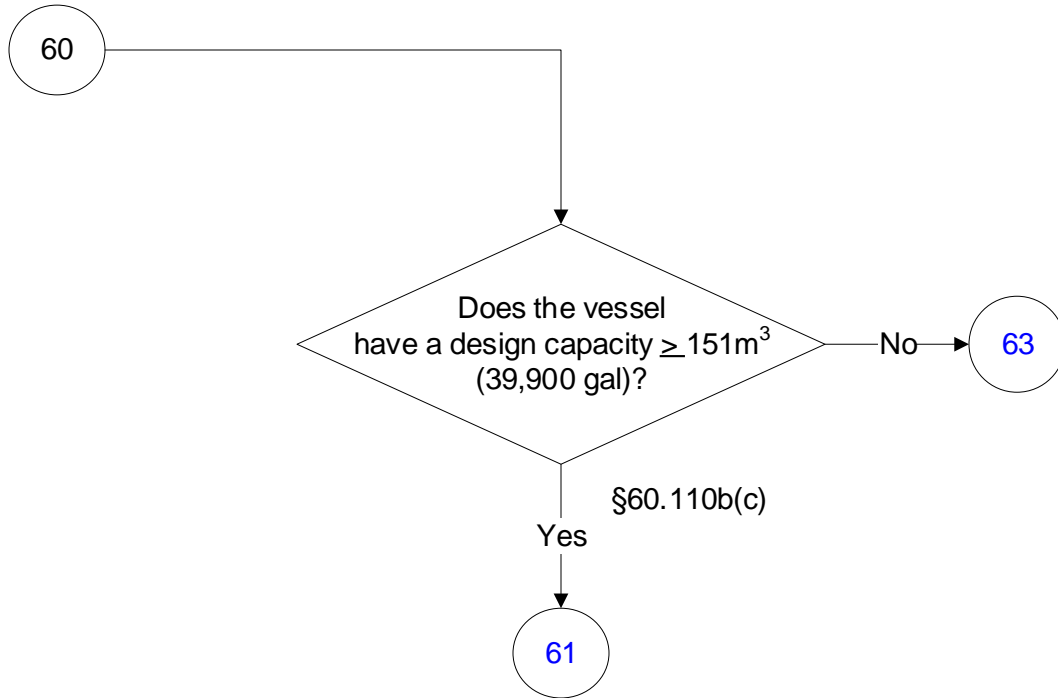 60
Does the vessel
have a design capacity ≥ 151m³
(39,900 gal)?
No
63
§60.110b(c)
Yes
61